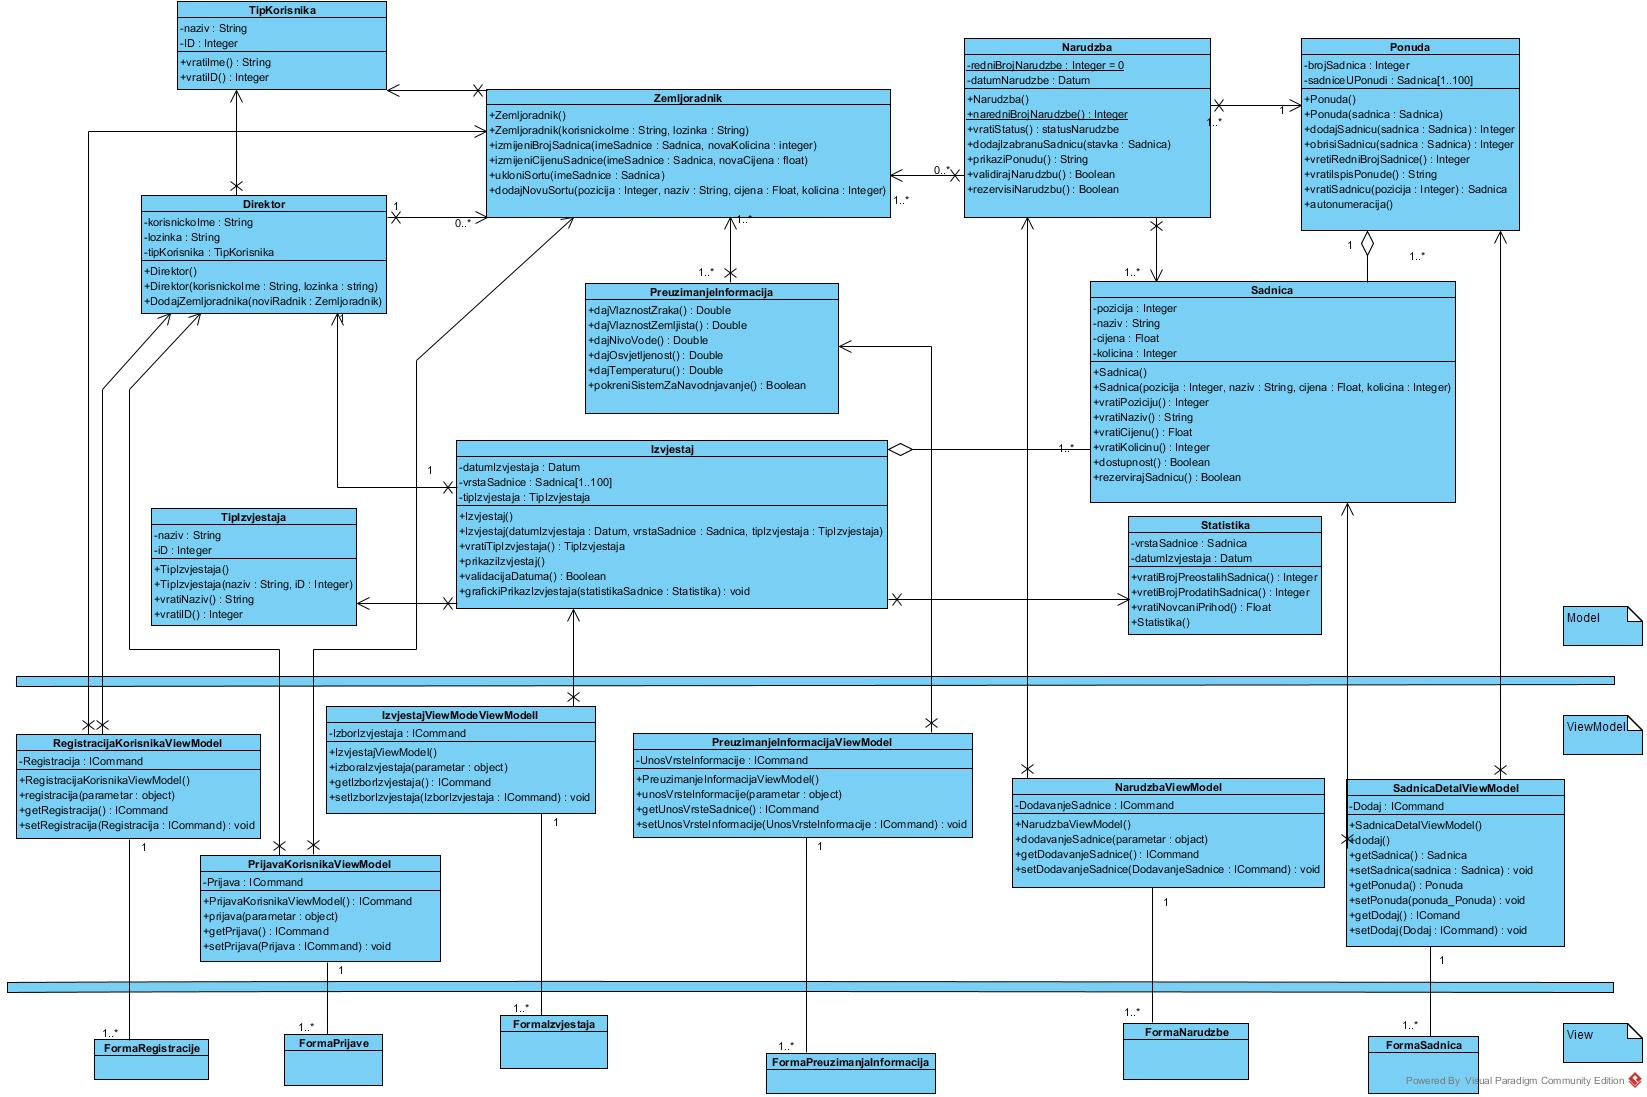 TipKorisnika
-naziv : String
-ID : Integer
+vratiIme() : String
+vratiID() : Integer
Zemljoradnik
+Zemljoradnik()
+Zemljoradnik(korisnickoIme : String, lozinka : String)
+izmijeniBrojSadnica(imeSadnice : Sadnica, novaKolicina : integer)
+izmijeniCijenuSadnice(imeSadnice : Sadnica, novaCijena : float)
+ukloniSortu(imeSadnice : Sadnica)
+dodajNovuSortu(pozicija : Integer, naziv : String, cijena : Float, kolicina : Integer)
Narudzba
-redniBrojNarudzbe : Integer = 0
-datumNarudzbe : Datum
+Narudzba()
+naredniBrojNarudzbe() : Integer
+vratiStatus() : statusNarudzbe
+dodajIzabranuSadnicu(stavka : Sadnica)
+prikaziPonudu() : String
+validirajNarudzbu() : Boolean
+rezervisiNarudzbu() : Boolean
Ponuda
-brojSadnica : Integer
-sadniceUPonudi : Sadnica[1..100]
+Ponuda()
+Ponuda(sadnica : Sadnica)
+dodajSadnicu(sadnica : Sadnica) : Integer
+obrisiSadnicu(sadnica : Sadnica) : Integer
+vretiRedniBrojSadnice() : Integer
+vratiIspisPonude() : String
+vratiSadnicu(pozicija : Integer) : Sadnica
+autonumeracija()
1..*
1
0..*
1..*
1
0..*
1..*
1..*
1..*
1
1..*
Direktor
-korisnickoIme : String
-lozinka : String
-tipKorisnika : TipKorisnika
+Direktor()
+Direktor(korisnickoIme : String, lozinka : string)
+DodajZemljoradnika(noviRadnik : Zemljoradnik)
1
PreuzimanjeInformacija
+dajVlaznostZraka() : Double
+dajVlaznostZemljista() : Double
+dajNivoVode() : Double
+dajOsvjetljenost() : Double
+dajTemperaturu() : Double
+pokreniSistemZaNavodnjavanje() : Boolean
Sadnica
-pozicija : Integer
-naziv : String
-cijena : Float
-kolicina : Integer
+Sadnica()
+Sadnica(pozicija : Integer, naziv : String, cijena : Float, kolicina : Integer)
+vratiPoziciju() : Integer
+vratiNaziv() : String
+vratiCijenu() : Float
+vratiKolicinu() : Integer
+dostupnost() : Boolean
+rezervirajSadnicu() : Boolean
1
1..*
Izvjestaj
-datumIzvjestaja : Datum
-vrstaSadnice : Sadnica[1..100]
-tipIzvjestaja : TipIzvjestaja
+Izvjestaj()
+Izvjestaj(datumIzvjestaja : Datum, vrstaSadnice : Sadnica, tipIzvjestaja : TipIzvjestaja)
+vratiTipIzvjestaja() : TipIzvjestaja
+prikaziIzvjestaj()
+validacijaDatuma() : Boolean
+grafickiPrikazIzvjestaja(statistikaSadnice : Statistika) : void
TipIzvjestaja
-naziv : String
-iD : Integer
+TipIzvjestaja()
+TipIzvjestaja(naziv : String, iD : Integer)
+vratiNaziv() : String
+vratiID() : Integer
Statistika
-vrstaSadnice : Sadnica
-datumIzvjestaja : Datum
+vratiBrojPreostalihSadnica() : Integer
+vretiBrojProdatihSadnica() : Integer
+vratiNovcaniPrihod() : Float
+Statistika()
Model
ViewModel
RegistracijaKorisnikaViewModel
-Registracija : ICommand
+RegistracijaKorisnikaViewModel()
+registracija(parametar : object)
+getRegistracija() : ICommand
+setRegistracija(Registracija : ICommand) : void
1
IzvjestajViewModeViewModell
-IzborIzvjestaja : ICommand
+IzvjestajViewModel()
+izboraIzvjestaja(parametar : object)
+getIzborIzvjestaja() : ICommand
+setIzborIzvjestaja(IzborIzvjestaja : ICommand) : void
1
PreuzimanjeInformacijaViewModel
-UnosVrsteInformacije : ICommand
+PreuzimanjeInformacijaViewModel()
+unosVrsteInformacije(parametar : object)
+getUnosVrsteSadnice() : ICommand
+setUnosVrsteInformacije(UnosVrsteInformacije : ICommand) : void
1
NarudzbaViewModel
-DodavanjeSadnice : ICommand
+NarudzbaViewModel()
+dodavanjeSadnice(parametar : objact)
+getDodavanjeSadnice() : ICommand
+setDodavanjeSadnice(DodavanjeSadnice : ICommand) : void
1
SadnicaDetalViewModel
-Dodaj : ICommand
+SadnicaDetalViewModel()
+dodaj()
+getSadnica() : Sadnica
+setSadnica(sadnica : Sadnica) : void
+getPonuda() : Ponuda
+setPonuda(ponuda_Ponuda) : void
+getDodaj() : IComand
+setDodaj(Dodaj : ICommand) : void
1
PrijavaKorisnikaViewModel
-Prijava : ICommand
+PrijavaKorisnikaViewModel() : ICommand
+prijava(parametar : object)
+getPrijava() : ICommand
+setPrijava(Prijava : ICommand) : void
1
1..*
FormaRegistracije
1..*
FormaPrijave
1..*
FormaIzvjestaja
1..*
FormaPreuzimanjaInformacija
1..*
FormaNarudzbe
1..*
FormaSadnica
View
Powered By Visual Paradigm Community Edition